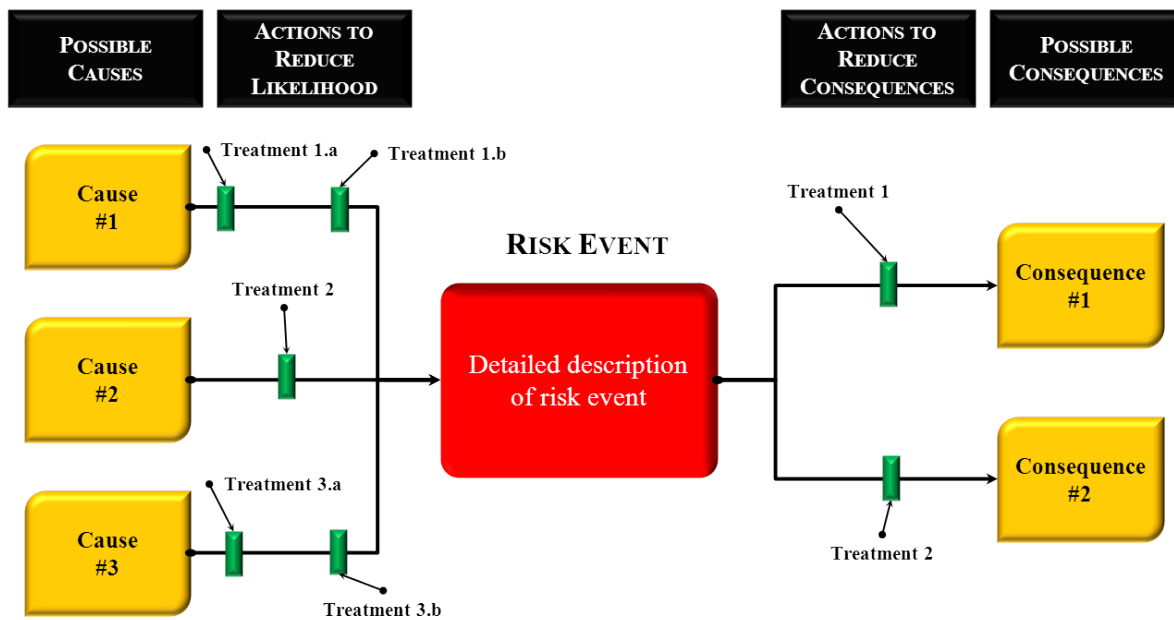 POSSIBLE
CAUSES
ACTIONS TO
REDUCE
LIKELIHOOD
ACTIONS TO
REDUCE
CONSEQUENCES
POSSIBLE
CONSEQUENCES
Treatment 1.a
Treatment 1.b
Cause
#1
Treatment 2
Cause
#2
Treatment 3.a
Cause
#3
Treatment 3.b
RISK EVENT
Detailed description
of risk event
Treatment 1
Consequence
#1
Consequence
#2
Treatment 2